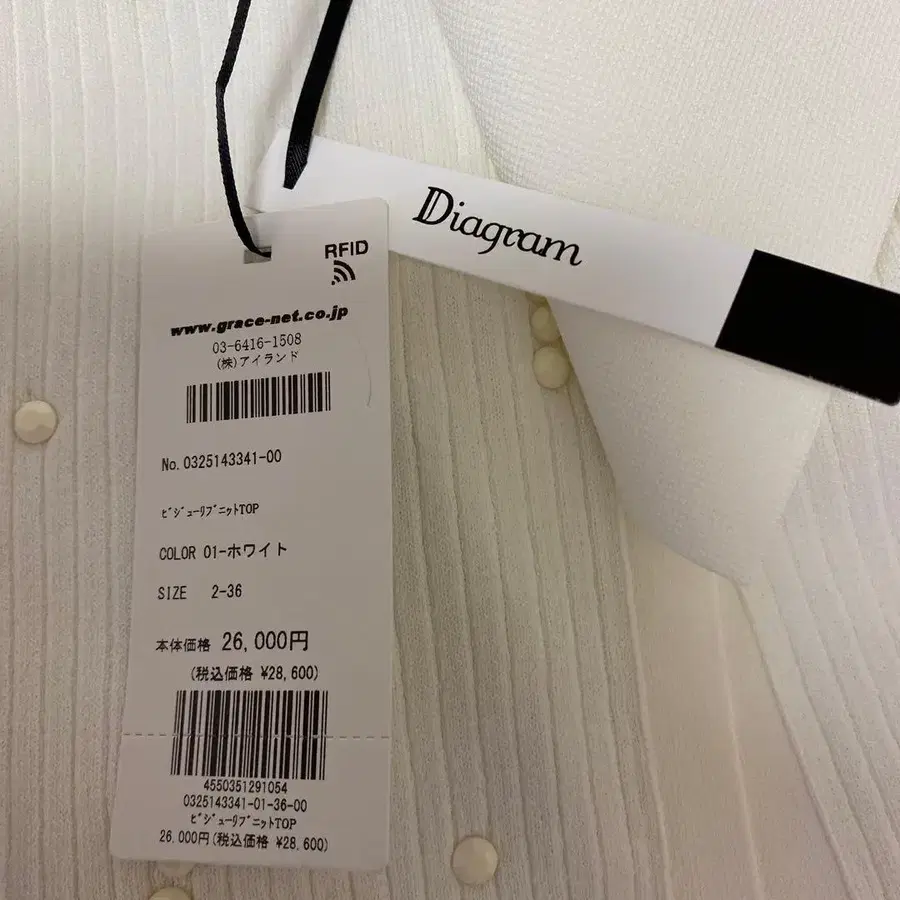 Diagram
RFID
www.grace-net.co.jp
03-6416-1508
(株)アイランド
No. 0325143341-00
ﾋﾞｼﾞｭｰﾘﾌﾞﾆｯﾄTOP
COLOR 01-ホワイト
SIZE 2-36
本体価格 26,000円
(税込価格 ¥28,600)
4550351291054
0325143341-01-36-00
ﾋﾞｼﾞｭｰﾘﾌﾞﾆｯﾄTOP
26,000円(税込価格 ¥28,600)